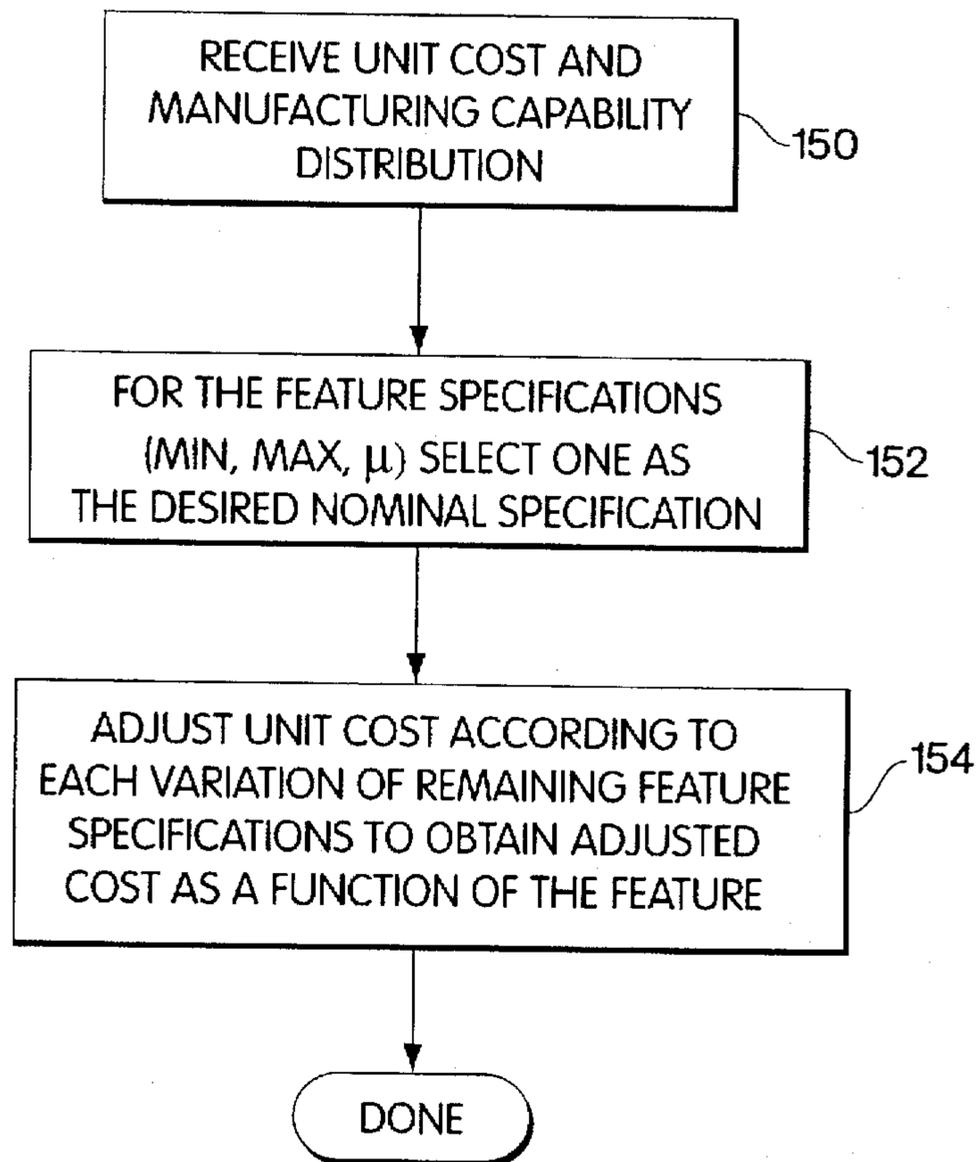 RECEIVE UNIT COST AND
MANUFACTURING CAPABILITY
DISTRIBUTION
150
FOR THE FEATURE SPECIFICATIONS
(MIN, MAX, μ) SELECT ONE AS
THE DESIRED NOMINAL SPECIFICATION
152
ADJUST UNIT COST ACCORDING TO
EACH VARIATION OF REMAINING FEATURE
SPECIFICATIONS TO OBTAIN ADJUSTED
COST AS A FUNCTION OF THE FEATURE
154
DONE